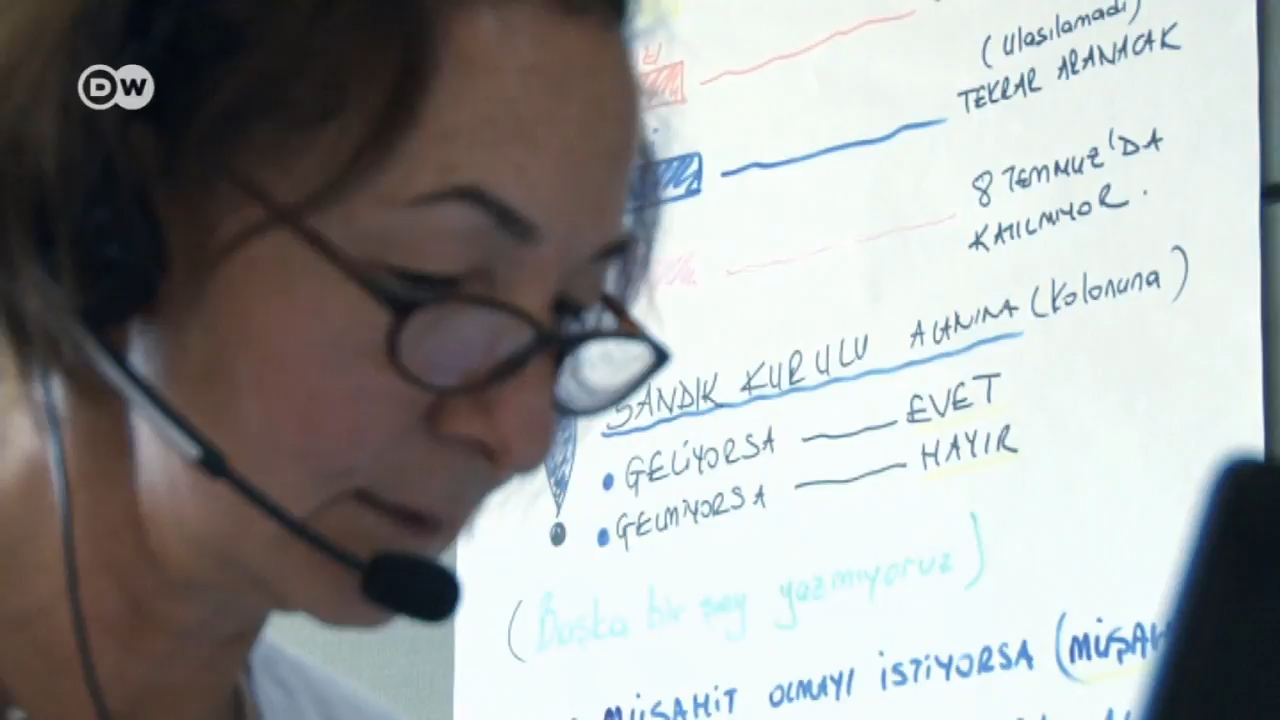 DW
(Ulaşılamadı)
TEKRAR ARANACAK
8 TEMMUZ'DA
KATILMIYOR.
SANDIK KURULU ALANINA (Kolonuna)
• GELİYORSA — EVET
• GELMİYORSA — HAYIR
(Başka bir şey yazmıyoruz)
MÜŞAHİT OLMAYI İSTİYORSA (MÜŞAH